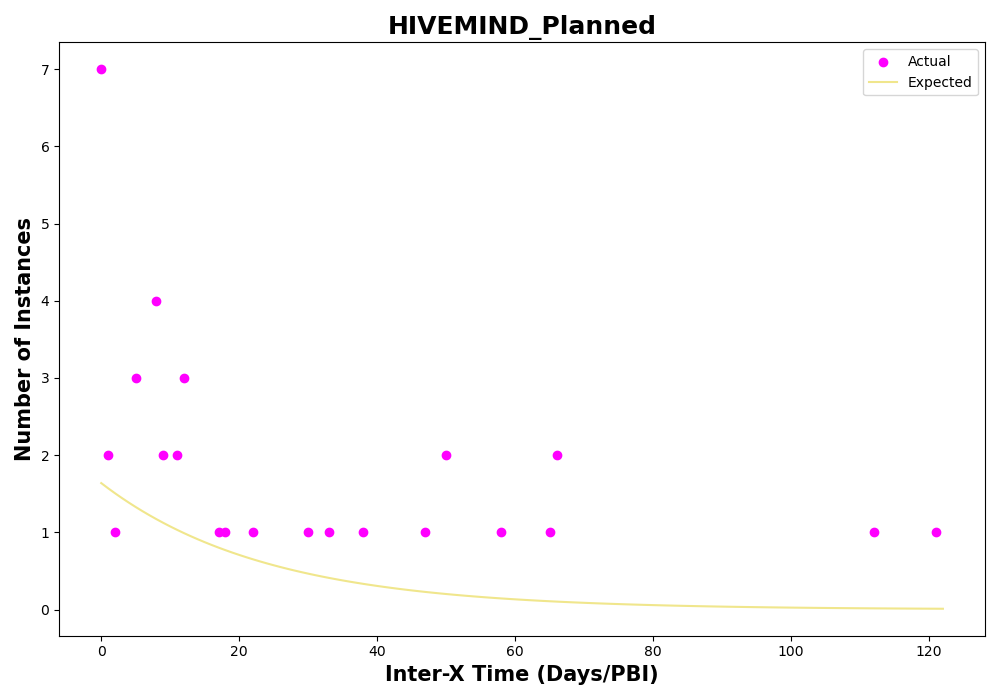 HIVEMIND_Planned
Actual
Expected
Number of Instances
7
6
5
4
3
2
1
0
0 20 40 60 80 100 120
Inter-X Time (Days/PBI)